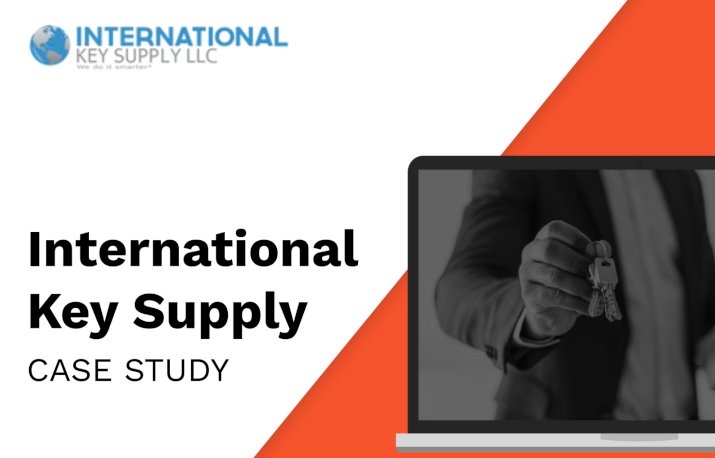 INTERNATIONAL
KEY SUPPLY LLC
We do it smarter®
International
Key Supply
CASE STUDY